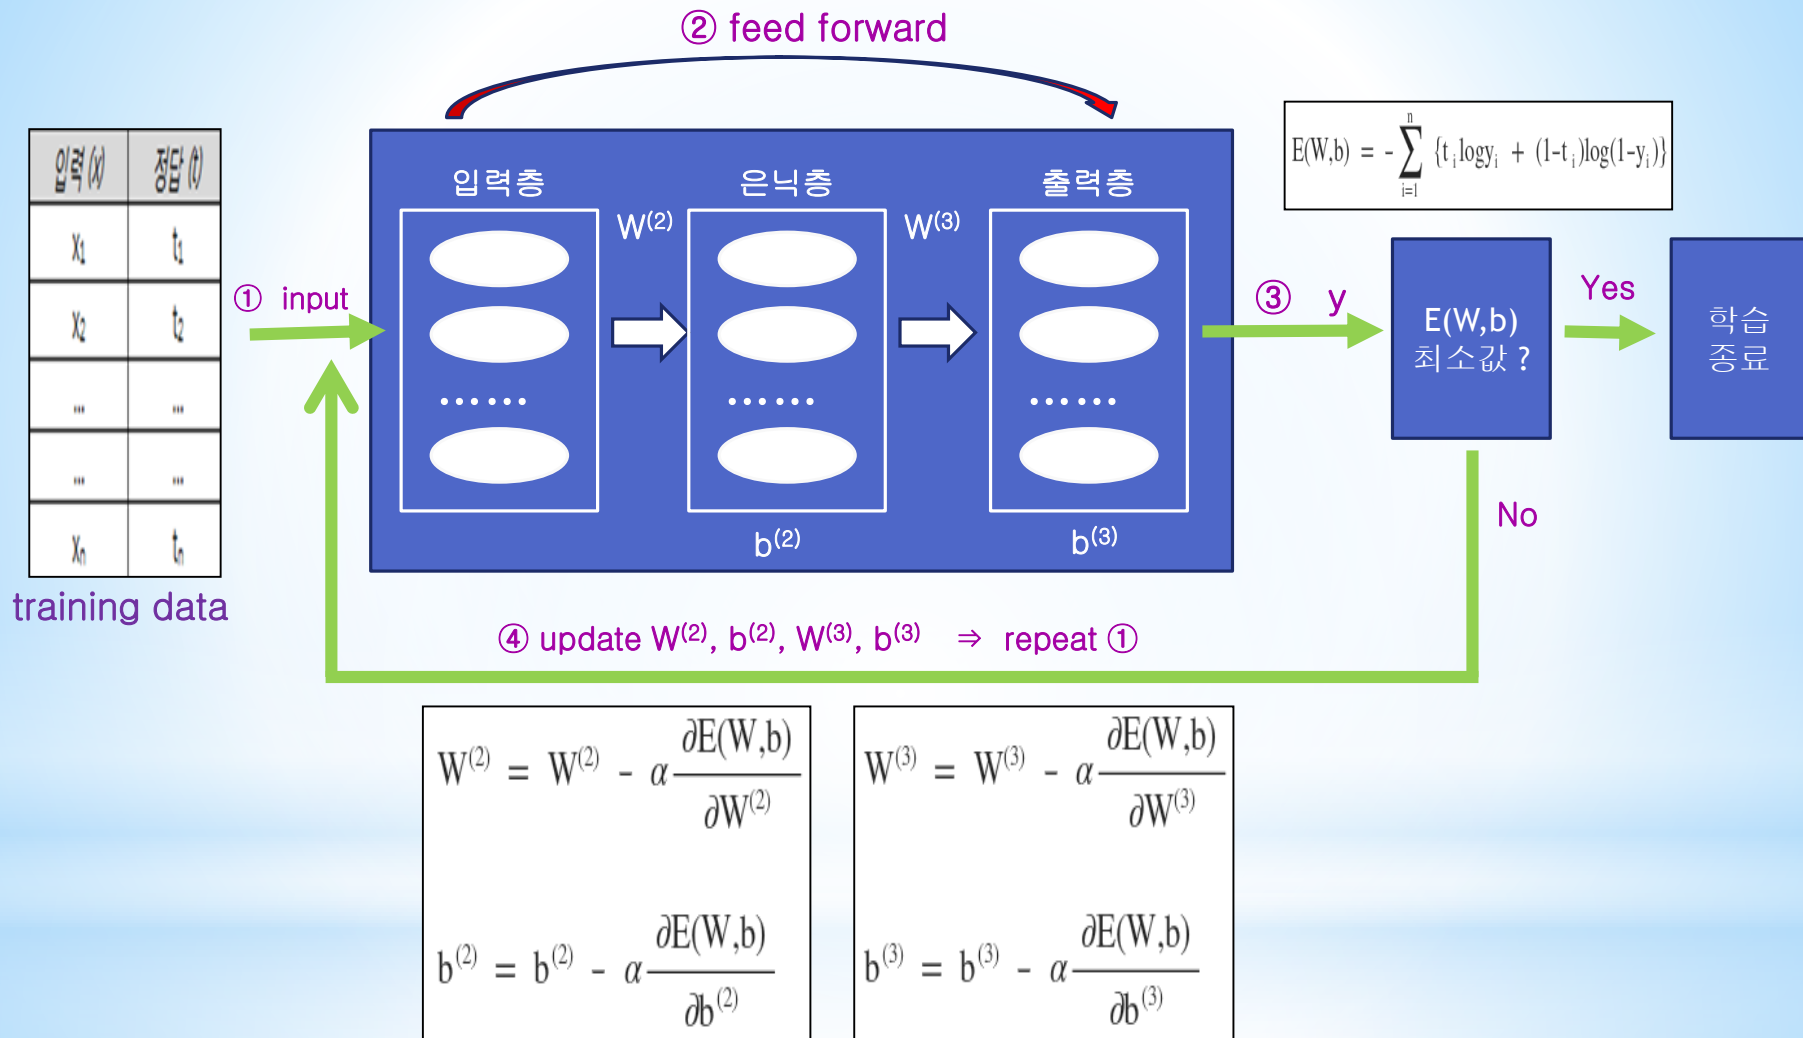 ② feed forward
입력 (x) 정답 (t)
x₁ t₁
x₂ t₂
... ...
... ...
xₙ tₙ
training data
① input
입력층 은닉층 출력층
W⁽²⁾ W⁽³⁾
......  ......  ......
b⁽²⁾ b⁽³⁾
E(W,b) = -∑ᵢ₌₁ⁿ {tᵢlogyᵢ + (1-tᵢ)log(1-yᵢ)}
③ y
E(W,b)
최소값 ?
Yes
학습
종료
No
④ update W⁽²⁾, b⁽²⁾, W⁽³⁾, b⁽³⁾ ⇒ repeat ①
W⁽²⁾ = W⁽²⁾ - α ∂E(W,b)/∂W⁽²⁾
b⁽²⁾ = b⁽²⁾ - α ∂E(W,b)/∂b⁽²⁾
W⁽³⁾ = W⁽³⁾ - α ∂E(W,b)/∂W⁽³⁾
b⁽³⁾ = b⁽³⁾ - α ∂E(W,b)/∂b⁽³⁾